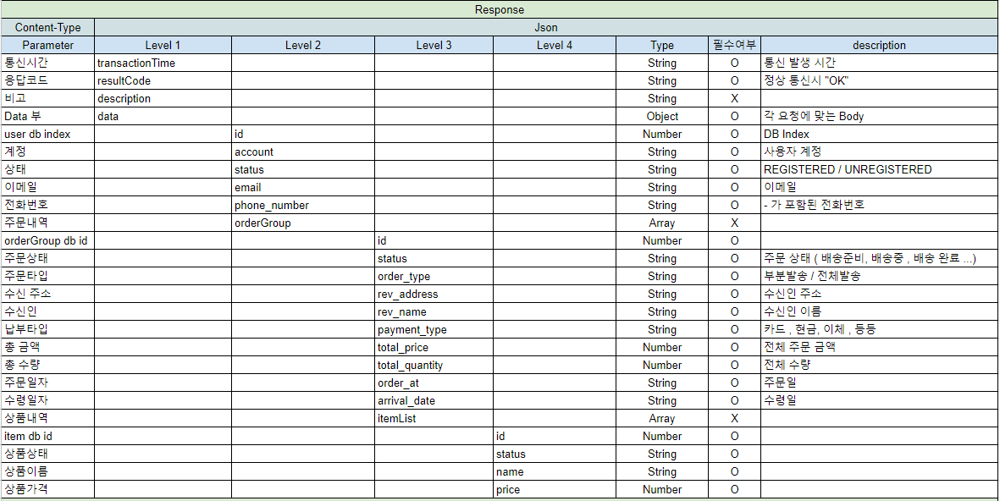 Response
Content-Type Json
Parameter Level 1 Level 2 Level 3 Level 4 Type 필수여부 description
통신시간 transactionTime String O 통신 발생 시간
응답코드 resultCode String O 정상 통신시 "OK"
비고 description String X
Data 부 data Object O 각 요청에 맞는 Body
user db index id Number O DB Index
계정 account String O 사용자 계정
상태 status String O REGISTERED / UNREGISTERED
이메일 email String O 이메일
전화번호 phone_number String O - 가 포함된 전화번호
주문내역 orderGroup Array X
orderGroup db id id Number O
주문상태 status String O 주문 상태 ( 배송준비, 배송중 , 배송 완료 ...)
주문타입 order_type String O 부분발송 / 전체발송
수신 주소 rev_address String O 수신인 주소
수신인 rev_name String O 수신인 이름
납부타입 payment_type String O 카드 , 현금, 이체 , 등등
총 금액 total_price Number O 전체 주문 금액
총 수량 total_quantity Number O 전체 수량
주문일자 order_at String O 주문일
수령일자 arrival_date String O 수령일
상품내역 itemList Array X
item db id id Number O
상품상태 status String O
상품이름 name String O
상품가격 price Number O